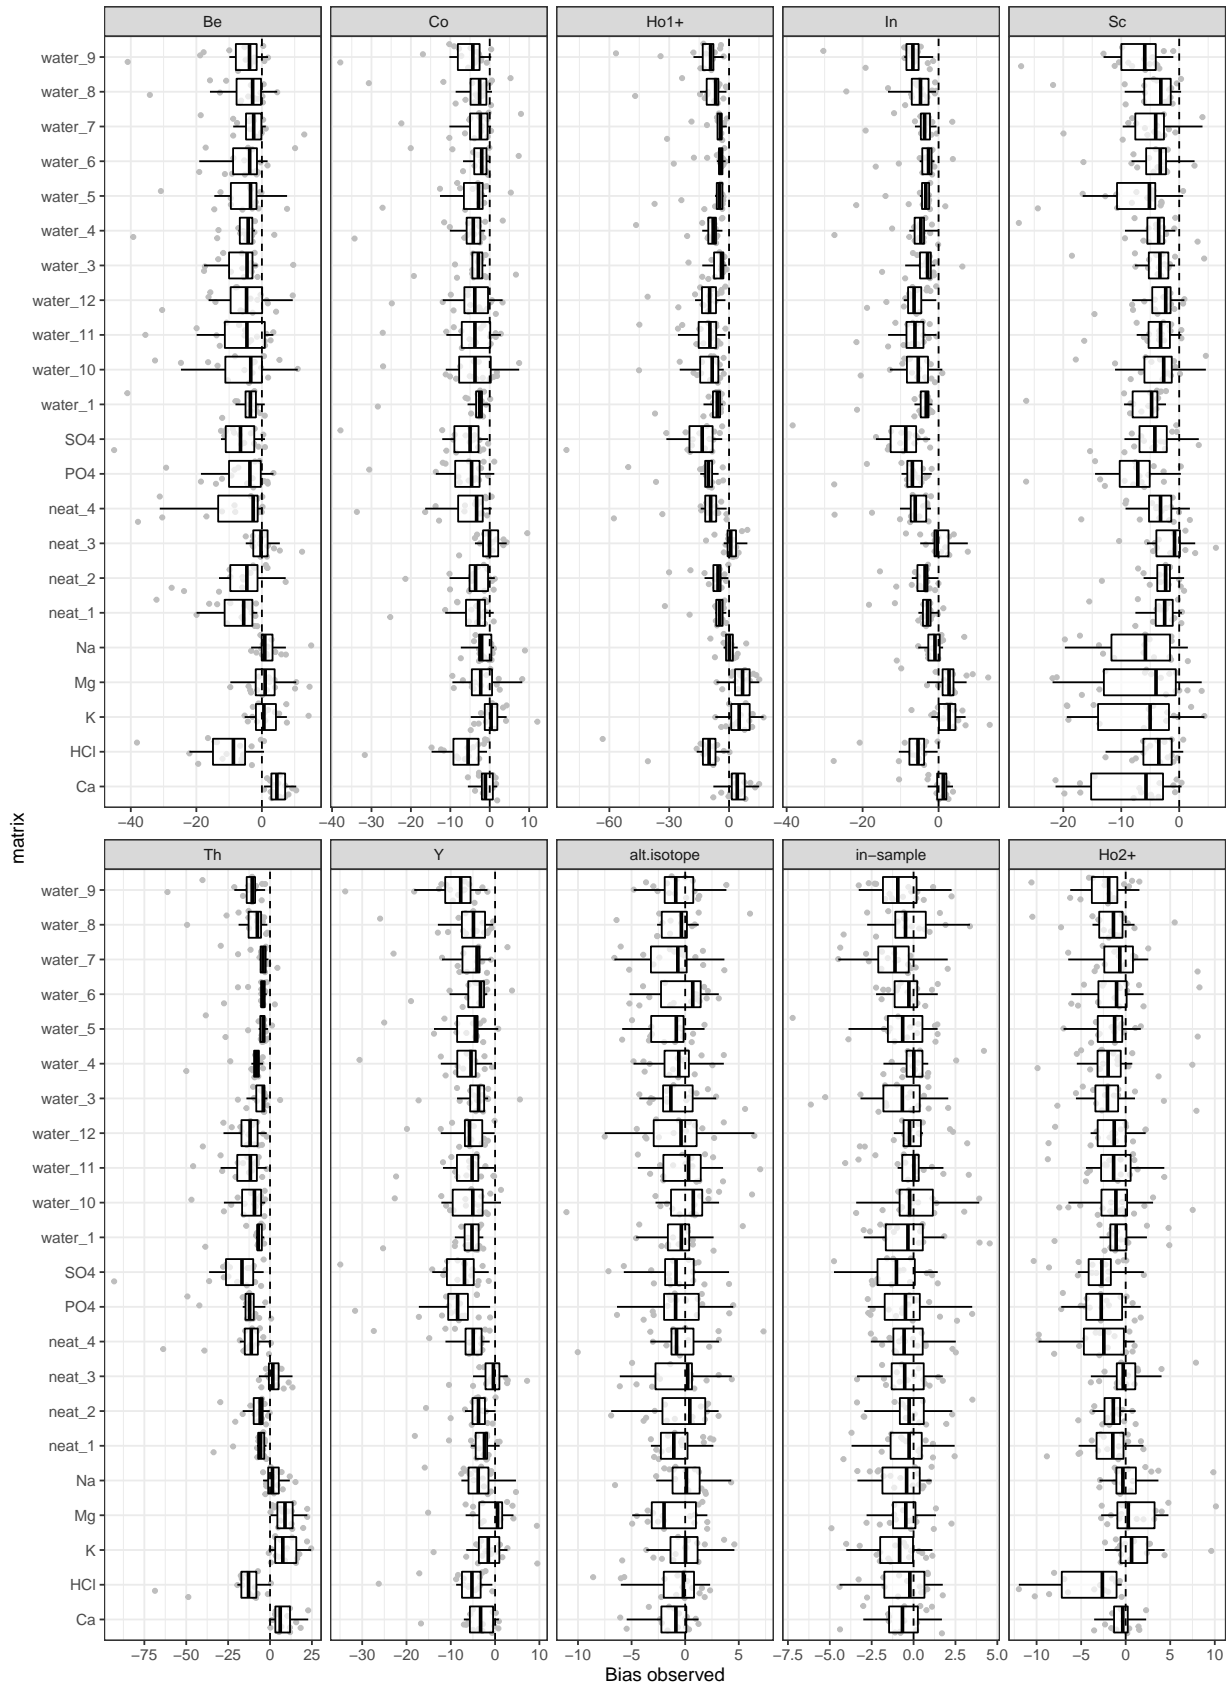 Be Co Ho1+ In Sc
water_9
water_8
water_7
water_6
water_5
water_4
water_3
water_12
water_11
water_10
water_1
SO4
PO4
neat_4
neat_3
neat_2
neat_1
Na
Mg
K
HCl
Ca
−40 −20 0 −40 −30 −20 −10 0 10 −60 −30 0 −40 −20 0 −20 −10 0
matrix
Th Y alt.isotope in−sample Ho2+
water_9
water_8
water_7
water_6
water_5
water_4
water_3
water_12
water_11
water_10
water_1
SO4
PO4
neat_4
neat_3
neat_2
neat_1
Na
Mg
K
HCl
Ca
−75 −50 −25 0 25 −30 −20 −10 0 10 −10 −5 0 5 −7.5 −5.0 −2.5 0.0 2.5 5.0 −10 −5 0 5 10
Bias observed